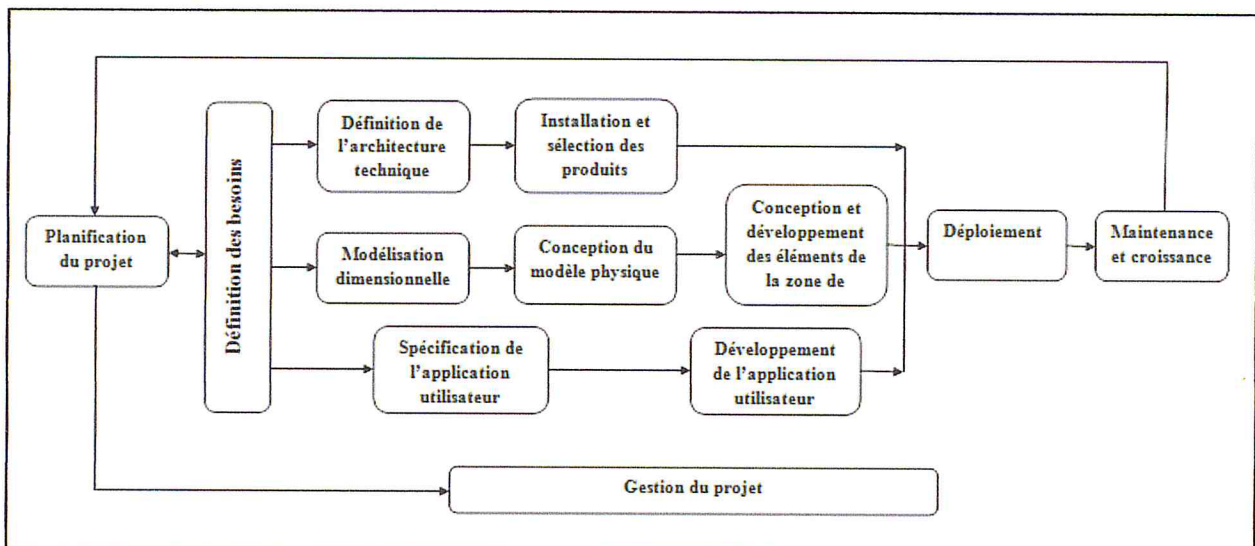 Planification
du projet
Définition des besoins
Définition de
l'architecture
technique
Installation et
sélection des
produits
Modélisation
dimensionnelle
Conception du
modèle physique
Conception et
développement
des éléments de
la zone de
Spécification de
l'application
utilisateur
Développement
de l'application
utilisateur
Déploiement
Maintenance
et croissance
Gestion du projet